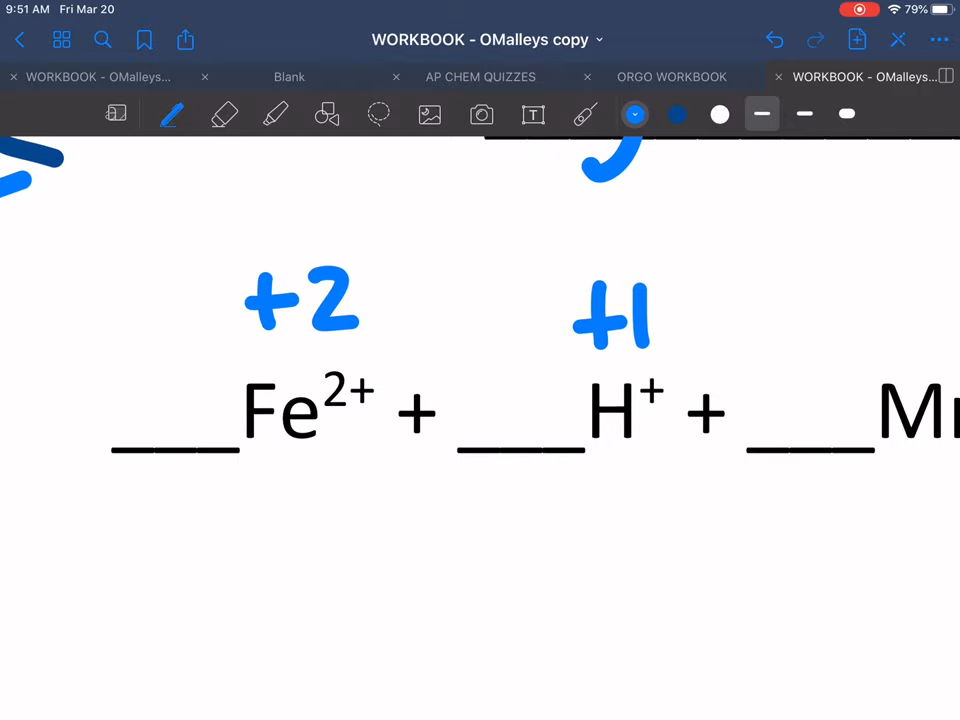 9:51 AM Fri Mar 20 79%
WORKBOOK - OMalleys copy
WORKBOOK - OMalleys... Blank AP CHEM QUIZZES ORGO WORKBOOK WORKBOOK - OMalleys...
T
+2 +1
___Fe²⁺ + ___H⁺ + ___M